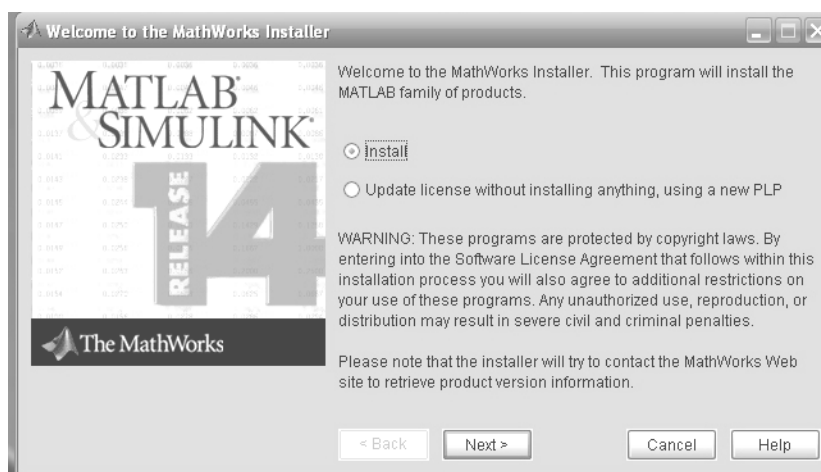 Welcome to the MathWorks Installer
MATLAB®
& SIMULINK®
RELEASE
14
The MathWorks
Welcome to the MathWorks Installer. This program will install the
MATLAB family of products.
Install
Update license without installing anything, using a new PLP
WARNING: These programs are protected by copyright laws. By
entering into the Software License Agreement that follows within this
installation process you will also agree to additional restrictions on
your use of these programs. Any unauthorized use, reproduction, or
distribution may result in severe civil and criminal penalties.
Please note that the installer will try to contact the MathWorks Web
site to retrieve product version information.
< Back
Next >
Cancel
Help